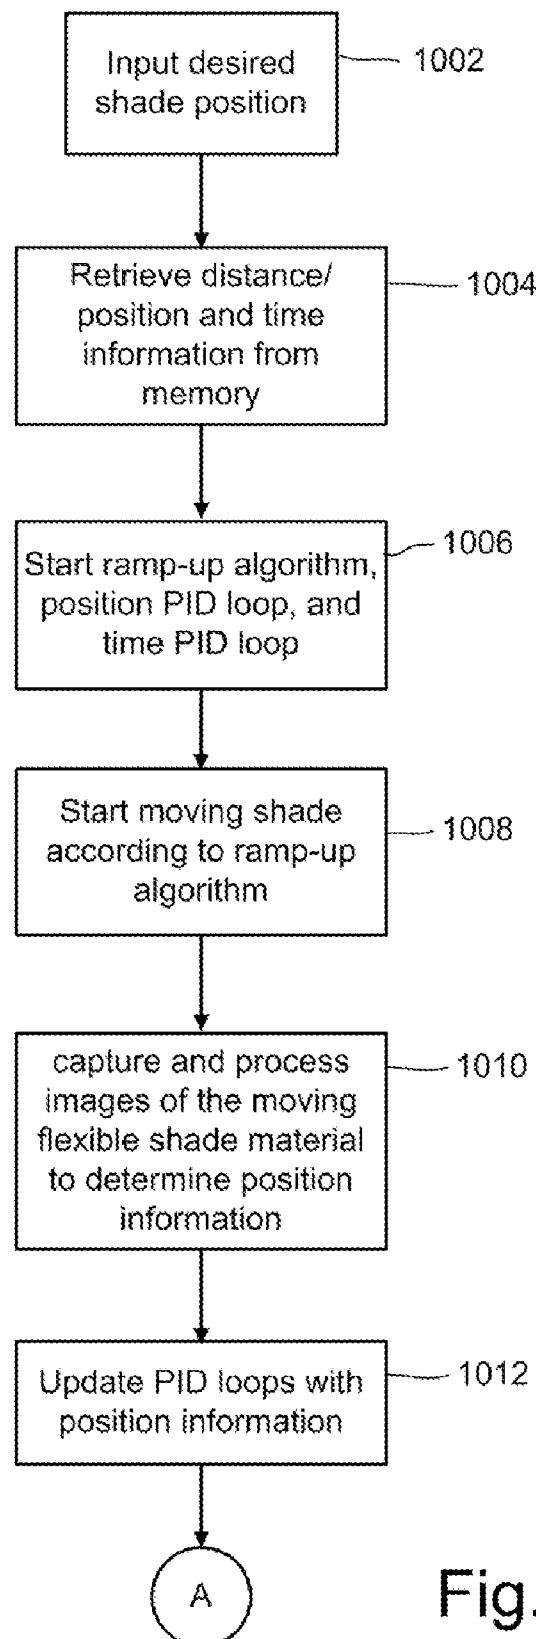 Input desired
shade position
1002
Retrieve distance/
position and time
information from
memory
1004
Start ramp-up algorithm,
position PID loop, and
time PID loop
1006
Start moving shade
according to ramp-up
algorithm
1008
capture and process
images of the moving
flexible shade material
to determine position
information
1010
Update PID loops with
position information
1012
A
Fig.